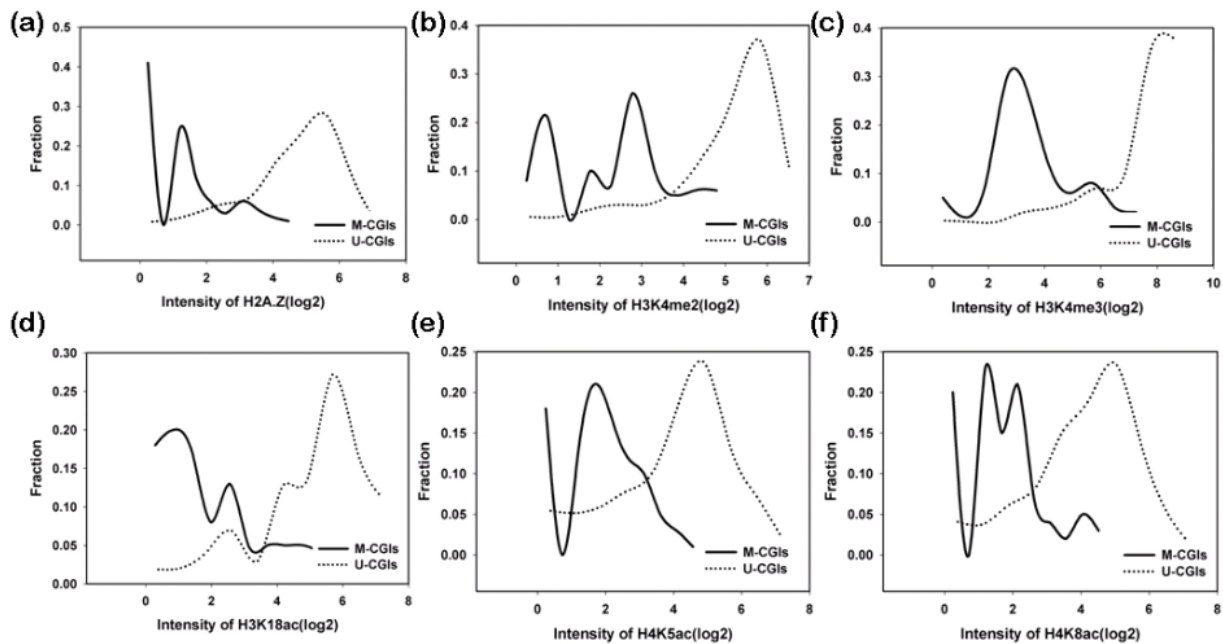 (a)
0.5
0.4
0.3
0.2
0.1
0.0
Fraction
0 2 4 6 8
Intensity of H2A.Z(log2)
M-CGIs
U-CGIs
(b)
0.4
0.3
0.2
0.1
0.0
Fraction
0 1 2 3 4 5 6 7
Intensity of H3K4me2(log2)
M-CGIs
U-CGIs
(c)
0.4
0.3
0.2
0.1
0.0
Fraction
0 2 4 6 8 10
Intensity of H3K4me3(log2)
M-CGIs
U-CGIs
(d)
0.30
0.25
0.20
0.15
0.10
0.05
0.00
Fraction
0 2 4 6 8
Intensity of H3K18ac(log2)
M-CGIs
U-CGIs
(e)
0.25
0.20
0.15
0.10
0.05
0.00
Fraction
0 2 4 6 8
Intensity of H4K5ac(log2)
M-CGIs
U-CGIs
(f)
0.25
0.20
0.15
0.10
0.05
0.00
Fraction
0 2 4 6 8
Intensity of H4K8ac(log2)
M-CGIs
U-CGIs